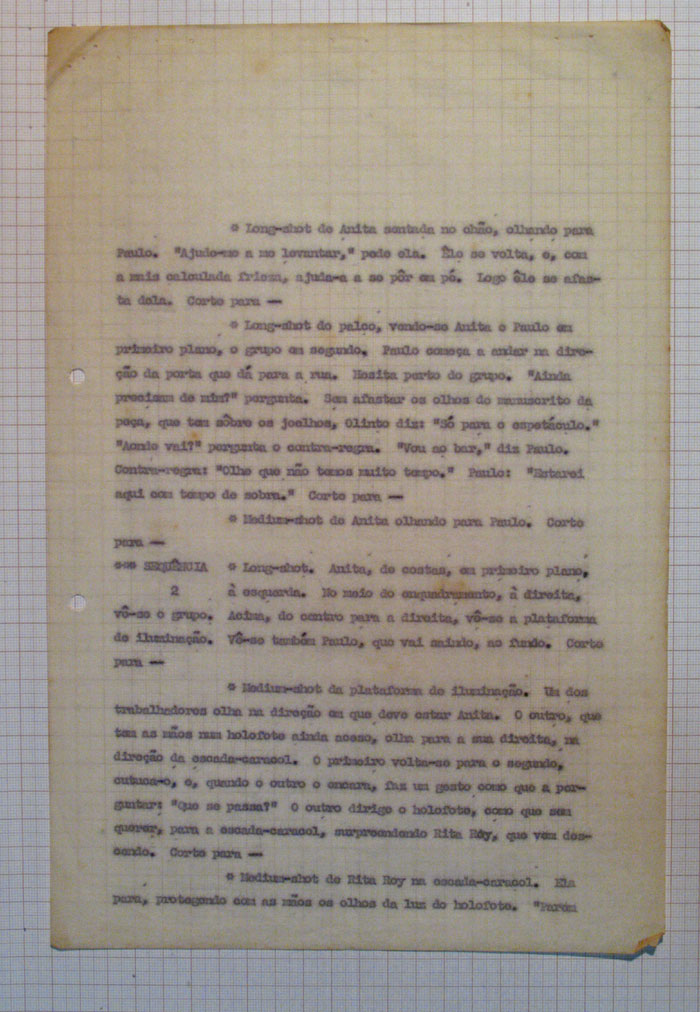 * Long-shot de Anita sentada no chão, olhando para
Paulo. "Ajude-me a me levantar," pede ela. Êle se volta, e, com
a mais calculada frieza, ajuda-a a se pôr em pé. Logo êle se afas-
ta dela. Corte para —
* Long-shot do palco, vendo-se Anita e Paulo em
primeiro plano, o grupo em segundo. Paulo começa a andar na dire-
ção da porta que dá para a rua. Hesita perto do grupo. "Ainda
precisam de mim?" pergunta. Sem afastar os olhos do manuscrito da
peça, que tem sôbre os joelhos, Olinto diz: "Só para o espetáculo."
"Aonde vai?" pergunta o contra-regra. "Vou ao bar," diz Paulo.
Contra-regra: "Olhe que não temos muito tempo." Paulo: "Estarei
aqui com tempo de sobra." Corte para —
* Medium-shot de Anita olhando para Paulo. Corte
para —
*** SEQUÊNCIA * Long-shot. Anita, de costas, em primeiro plano,
2 à esquerda. No meio do enquadramento, à direita,
vê-se o grupo. Acima, do centro para a direita, vê-se a plataforma
de iluminação. Vê-se também Paulo, que vai saindo, ao fundo. Corte
para —
* Medium-shot da plataforma de iluminação. Um dos
trabalhadores olha na direção em que deve estar Anita. O outro, que
tem as mãos num holofote ainda aceso, olha para a sua direita, na
direção da escada-caracol. O primeiro volta-se para o segundo,
cutuca-o, e, quando o outro o encara, faz um gesto como que a per-
guntar: "Que se passa?" O outro dirige o holofote, como que sem
querer, para a escada-caracol, surpreendendo Rita Roy, que vem des-
cendo. Corte para —
* Medium-shot de Rita Roy na escada-caracol. Ela
para, protegendo com as mãos os olhos da luz do holofote. "Parem